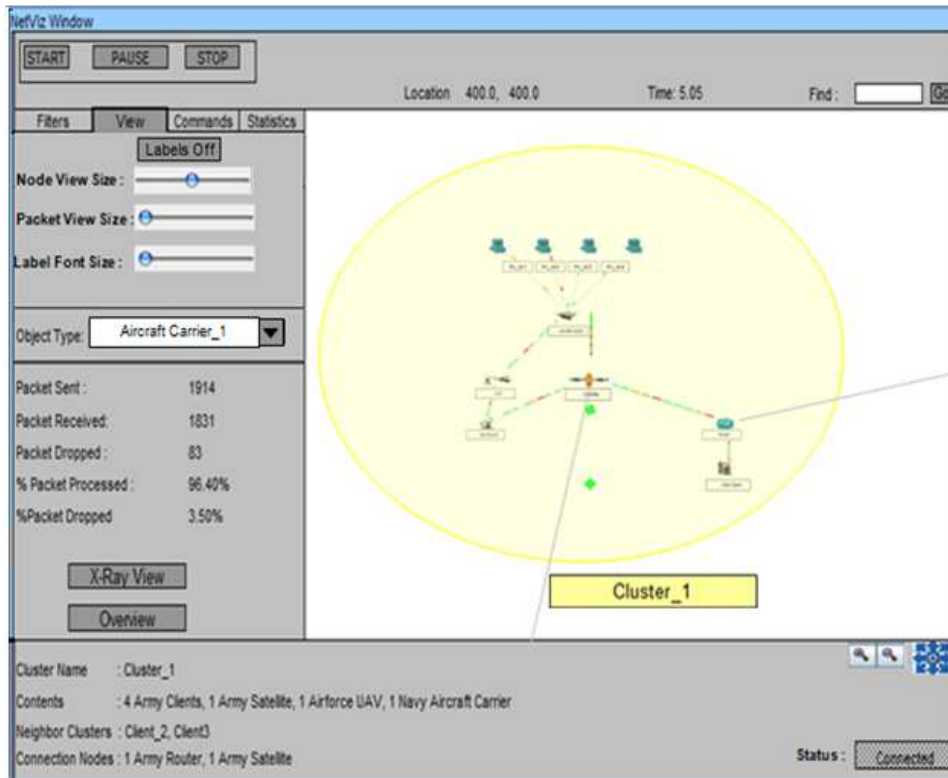 NetViz Window
START PAUSE STOP
Location 400.0, 400.0 Time: 5.05 Find : Go
Filters View Commands Statistics
Labels Off
Node View Size :
Packet View Size :
Label Font Size :
Object Type: Aircraft Carrier_1
Packet Sent : 1914
Packet Received: 1831
Packet Dropped : 83
% Packet Processed : 96.40%
%Packet Dropped 3.50%
X-Ray View
Overview
Cluster_1
Cluster Name : Cluster_1
Contents : 4 Army Clients, 1 Army Satellite, 1 Airforce UAV, 1 Navy Aircraft Carrier
Neighbor Clusters : Client_2, Client3
Connection Nodes : 1 Army Router, 1 Army Satellite
Status : Connected